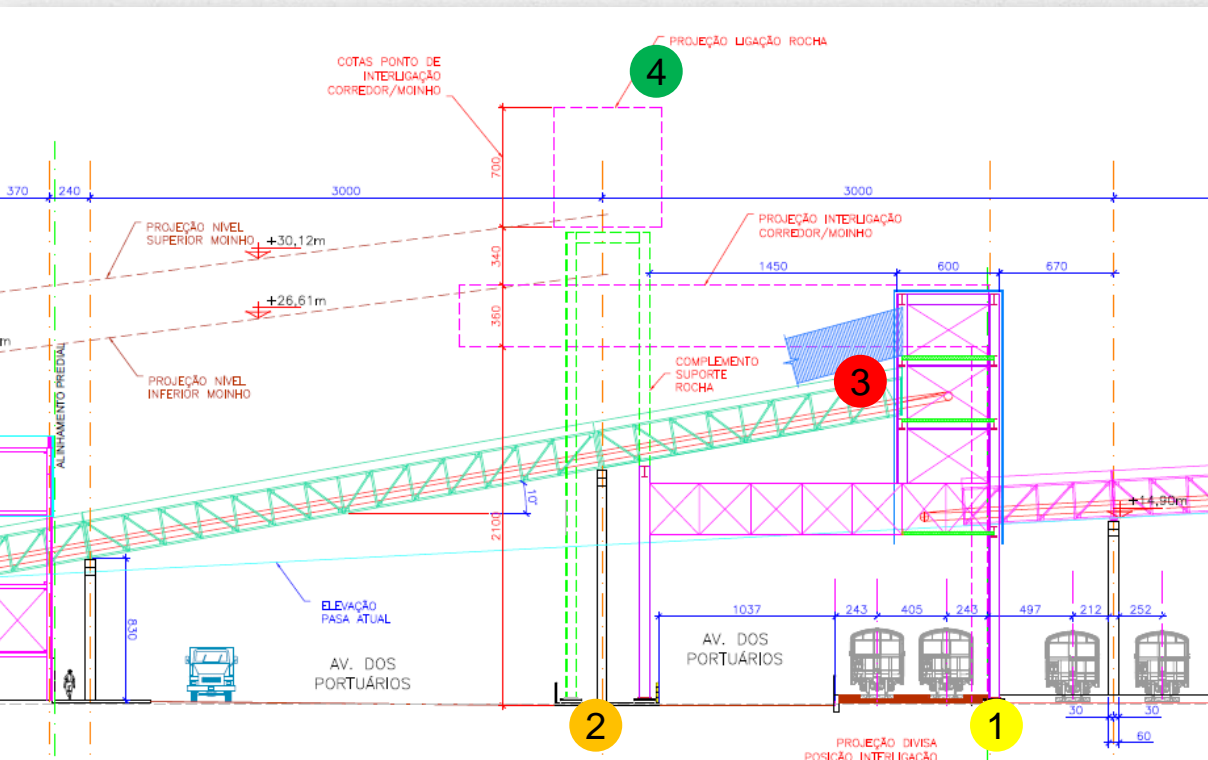 4
PROJEÇÃO LIGAÇÃO ROCHA
COTAS PONTO DE
INTERLIGAÇÃO
CORREDOR/MOINHO
700
370
240
3000
3000
PROJEÇÃO NÍVEL
SUPERIOR MOINHO
+30,12m
PROJEÇÃO INTERLIGAÇÃO
CORREDOR/MOINHO
340
1450
600
670
+26,61m
360
m
ALINHAMENTO PREDIAL
PROJEÇÃO NÍVEL
INFERIOR MOINHO
COMPLEMENTO
SUPORTE
ROCHA
3
10°
+14,90m
2100
ELEVAÇÃO
PASA ATUAL
830
1037
243
405
243
497
212
252
AV. DOS
PORTUÁRIOS
AV. DOS
PORTUÁRIOS
2
1
30
30
60
PROJEÇÃO DIVISA
POSIÇÃO INTERLIGAÇÃO